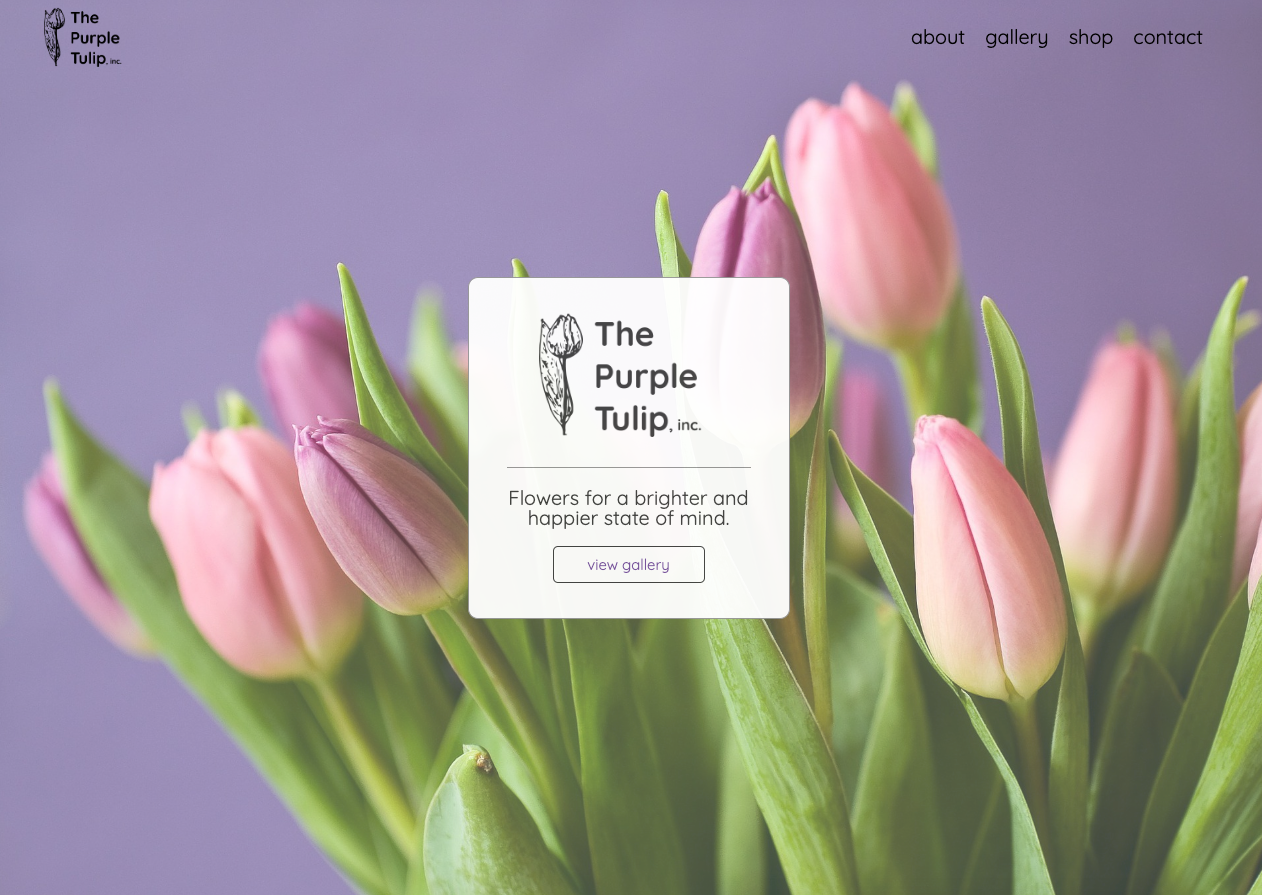 The
Purple
Tulip, inc.
about gallery shop contact
The
Purple
Tulip, inc.
Flowers for a brighter and
happier state of mind.
view gallery